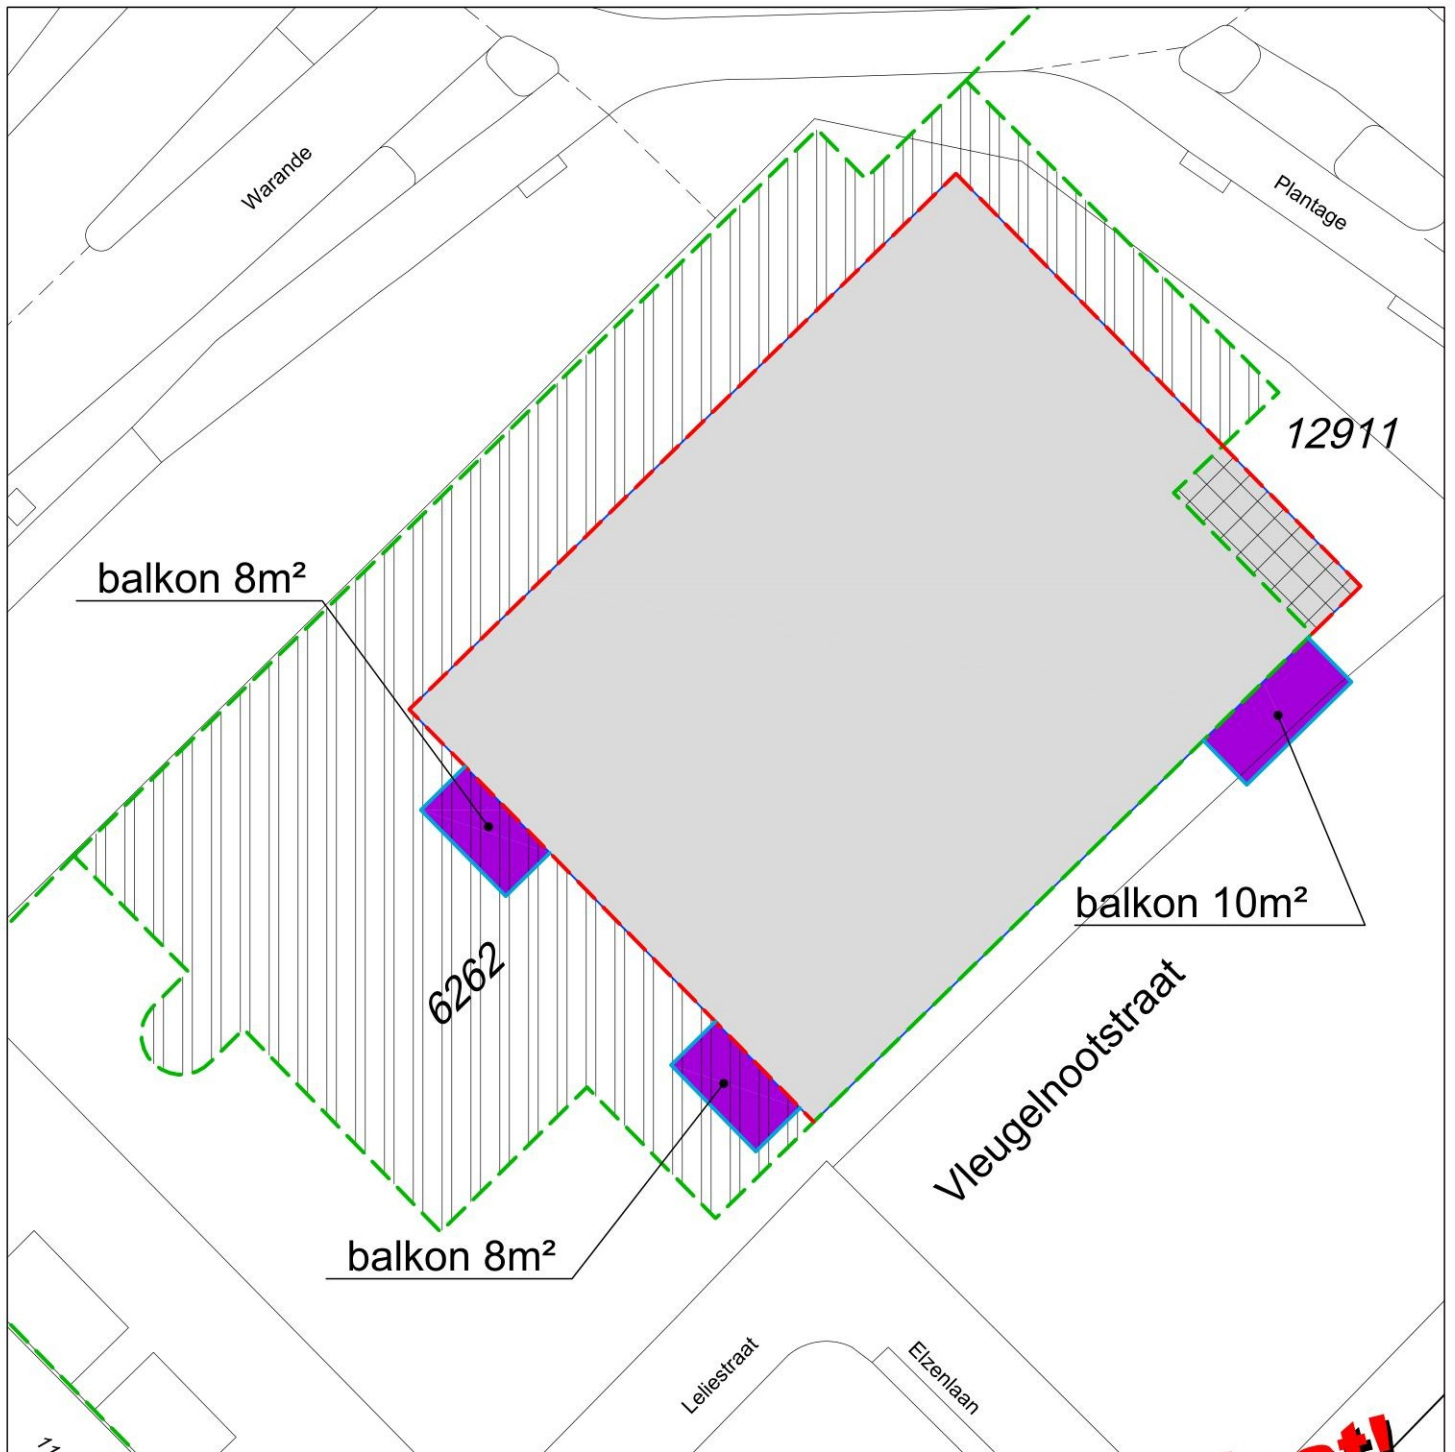 Warande
Plantage
12911
balkon 8m²
balkon 10m²
6262
Vleugelnootstraat
balkon 8m²
Leliestraat
Elzenlaan